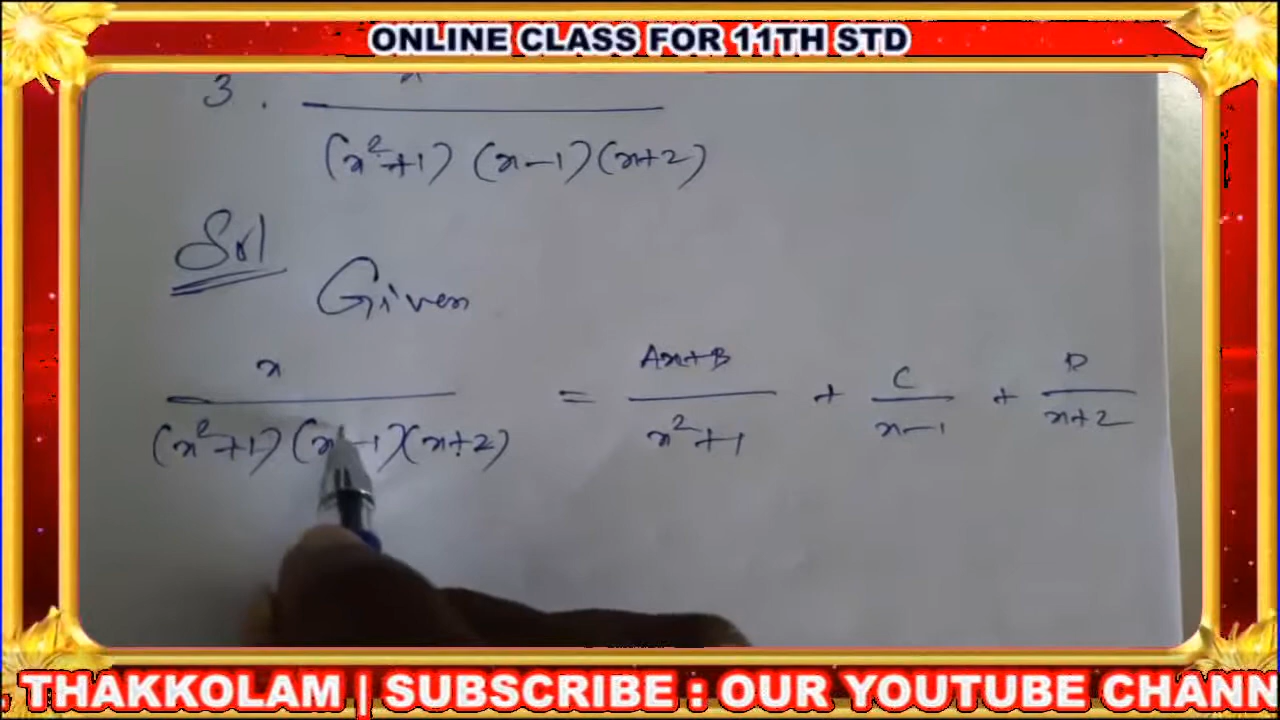 ONLINE CLASS FOR 11TH STD
3. x
(x²+1) (x-1)(x+2)
Sol
Given
x / (x²+1)(x-1)(x+2) = Ax+B / x²+1 + C / x-1 + D / x+2
THAKKOLAM | SUBSCRIBE : OUR YOUTUBE CHANN